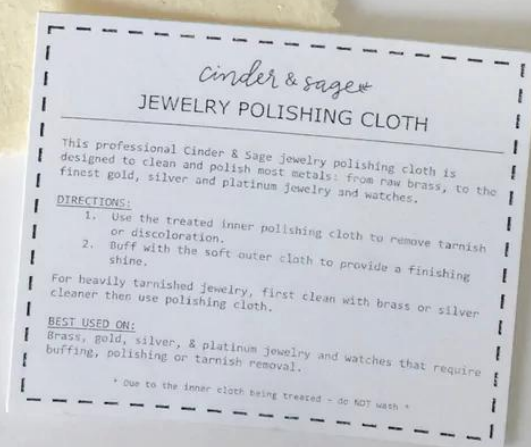 cinder & sage
JEWELRY POLISHING CLOTH
This professional Cinder & Sage jewelry polishing cloth is
designed to clean and polish most metals: from raw brass, to the
finest gold, silver and platinum jewelry and watches.
DIRECTIONS:
1. Use the treated inner polishing cloth to remove tarnish
or discoloration.
2. Buff with the soft outer cloth to provide a finishing
shine.
For heavily tarnished jewelry, first clean with brass or silver
cleaner then use polishing cloth.
BEST USED ON:
Brass, gold, silver, & platinum jewelry and watches that require
buffing, polishing or tarnish removal.
* Due to the inner cloth being treated - do NOT wash *